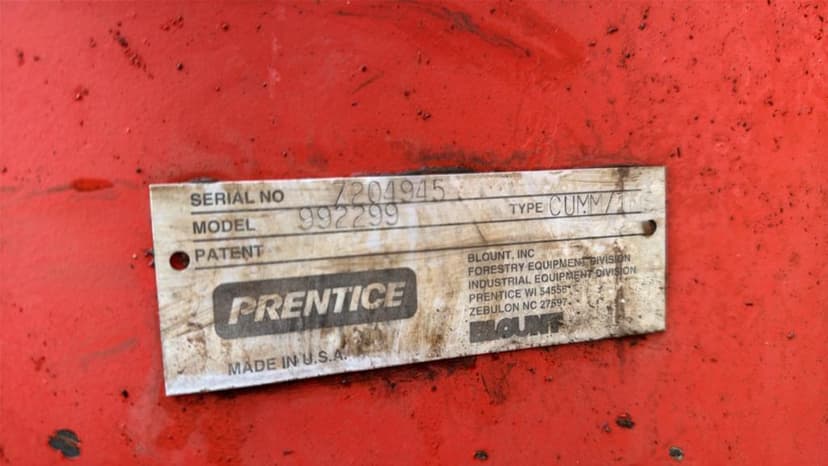 SERIAL NO 7204945
MODEL 992299 TYPE CUMM/1
PATENT
BLOUNT, INC
FORESTRY EQUIPMENT DIVISION
INDUSTRIAL EQUIPMENT DIVISION
PRENTICE WI 54556
ZEBULON NC 27597
PRENTICE
BLOUNT
MADE IN U.S.A.